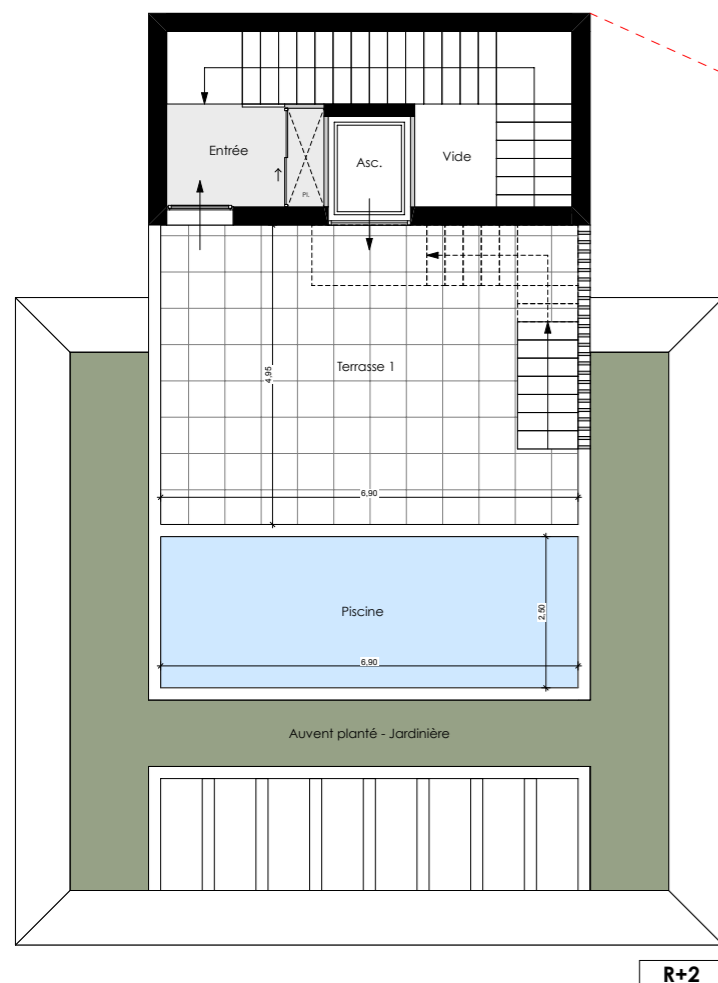 Entrée
Asc.
Vide
PL
Terrasse 1
4,95
6,90
Piscine
2,50
6,90
Auvent planté - Jardinière
R+2